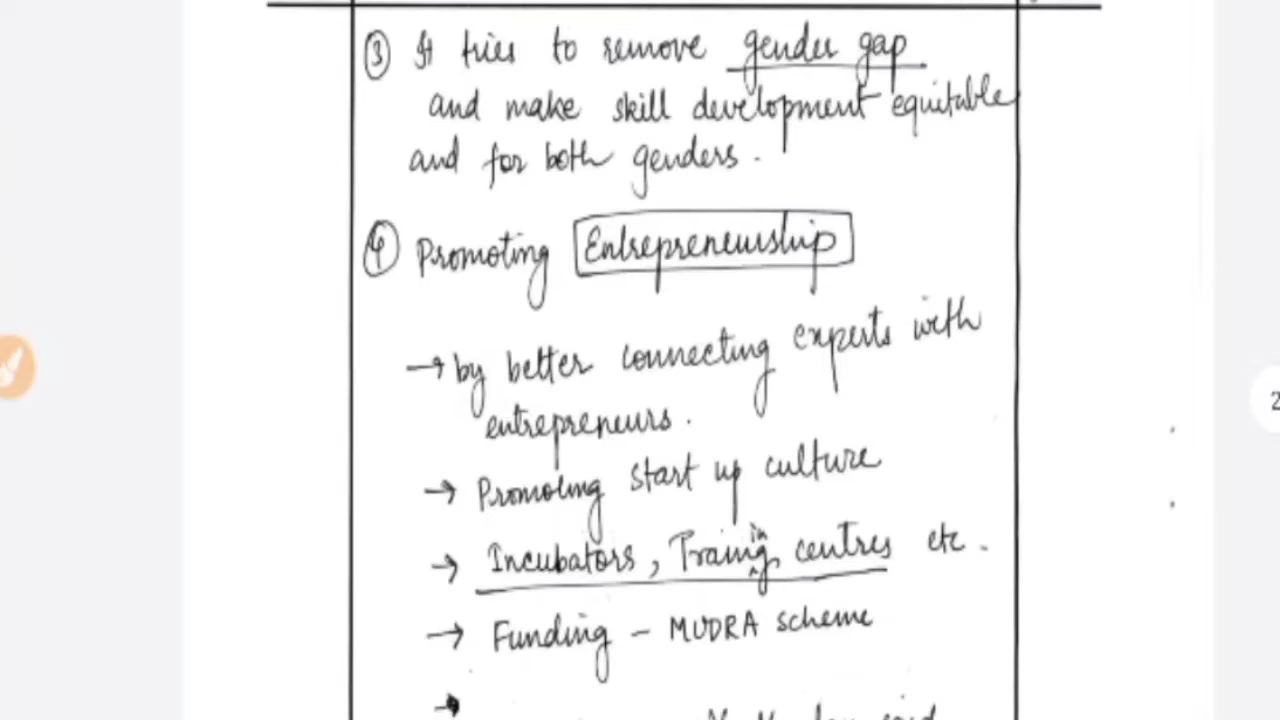 ③ It tries to remove gender gap
and make skill development equitable
and for both genders.
④ Promoting Entrepreneurship
→ by better connecting experts with
entrepreneurs.
→ Promoting start up culture
→ Incubators, Training centres etc.
→ Funding - MUDRA scheme
→
2